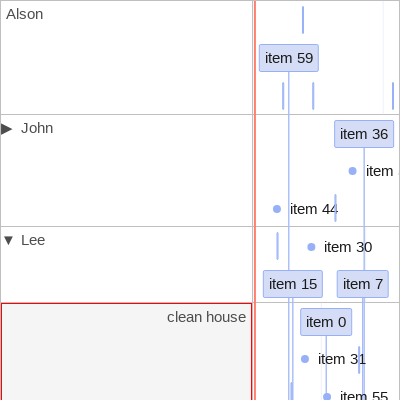 Alson
item 59
▶ John
item 36
item
item 44
▼ Lee
item 30
item 15
item 7
clean house
item 0
item 31
item 55